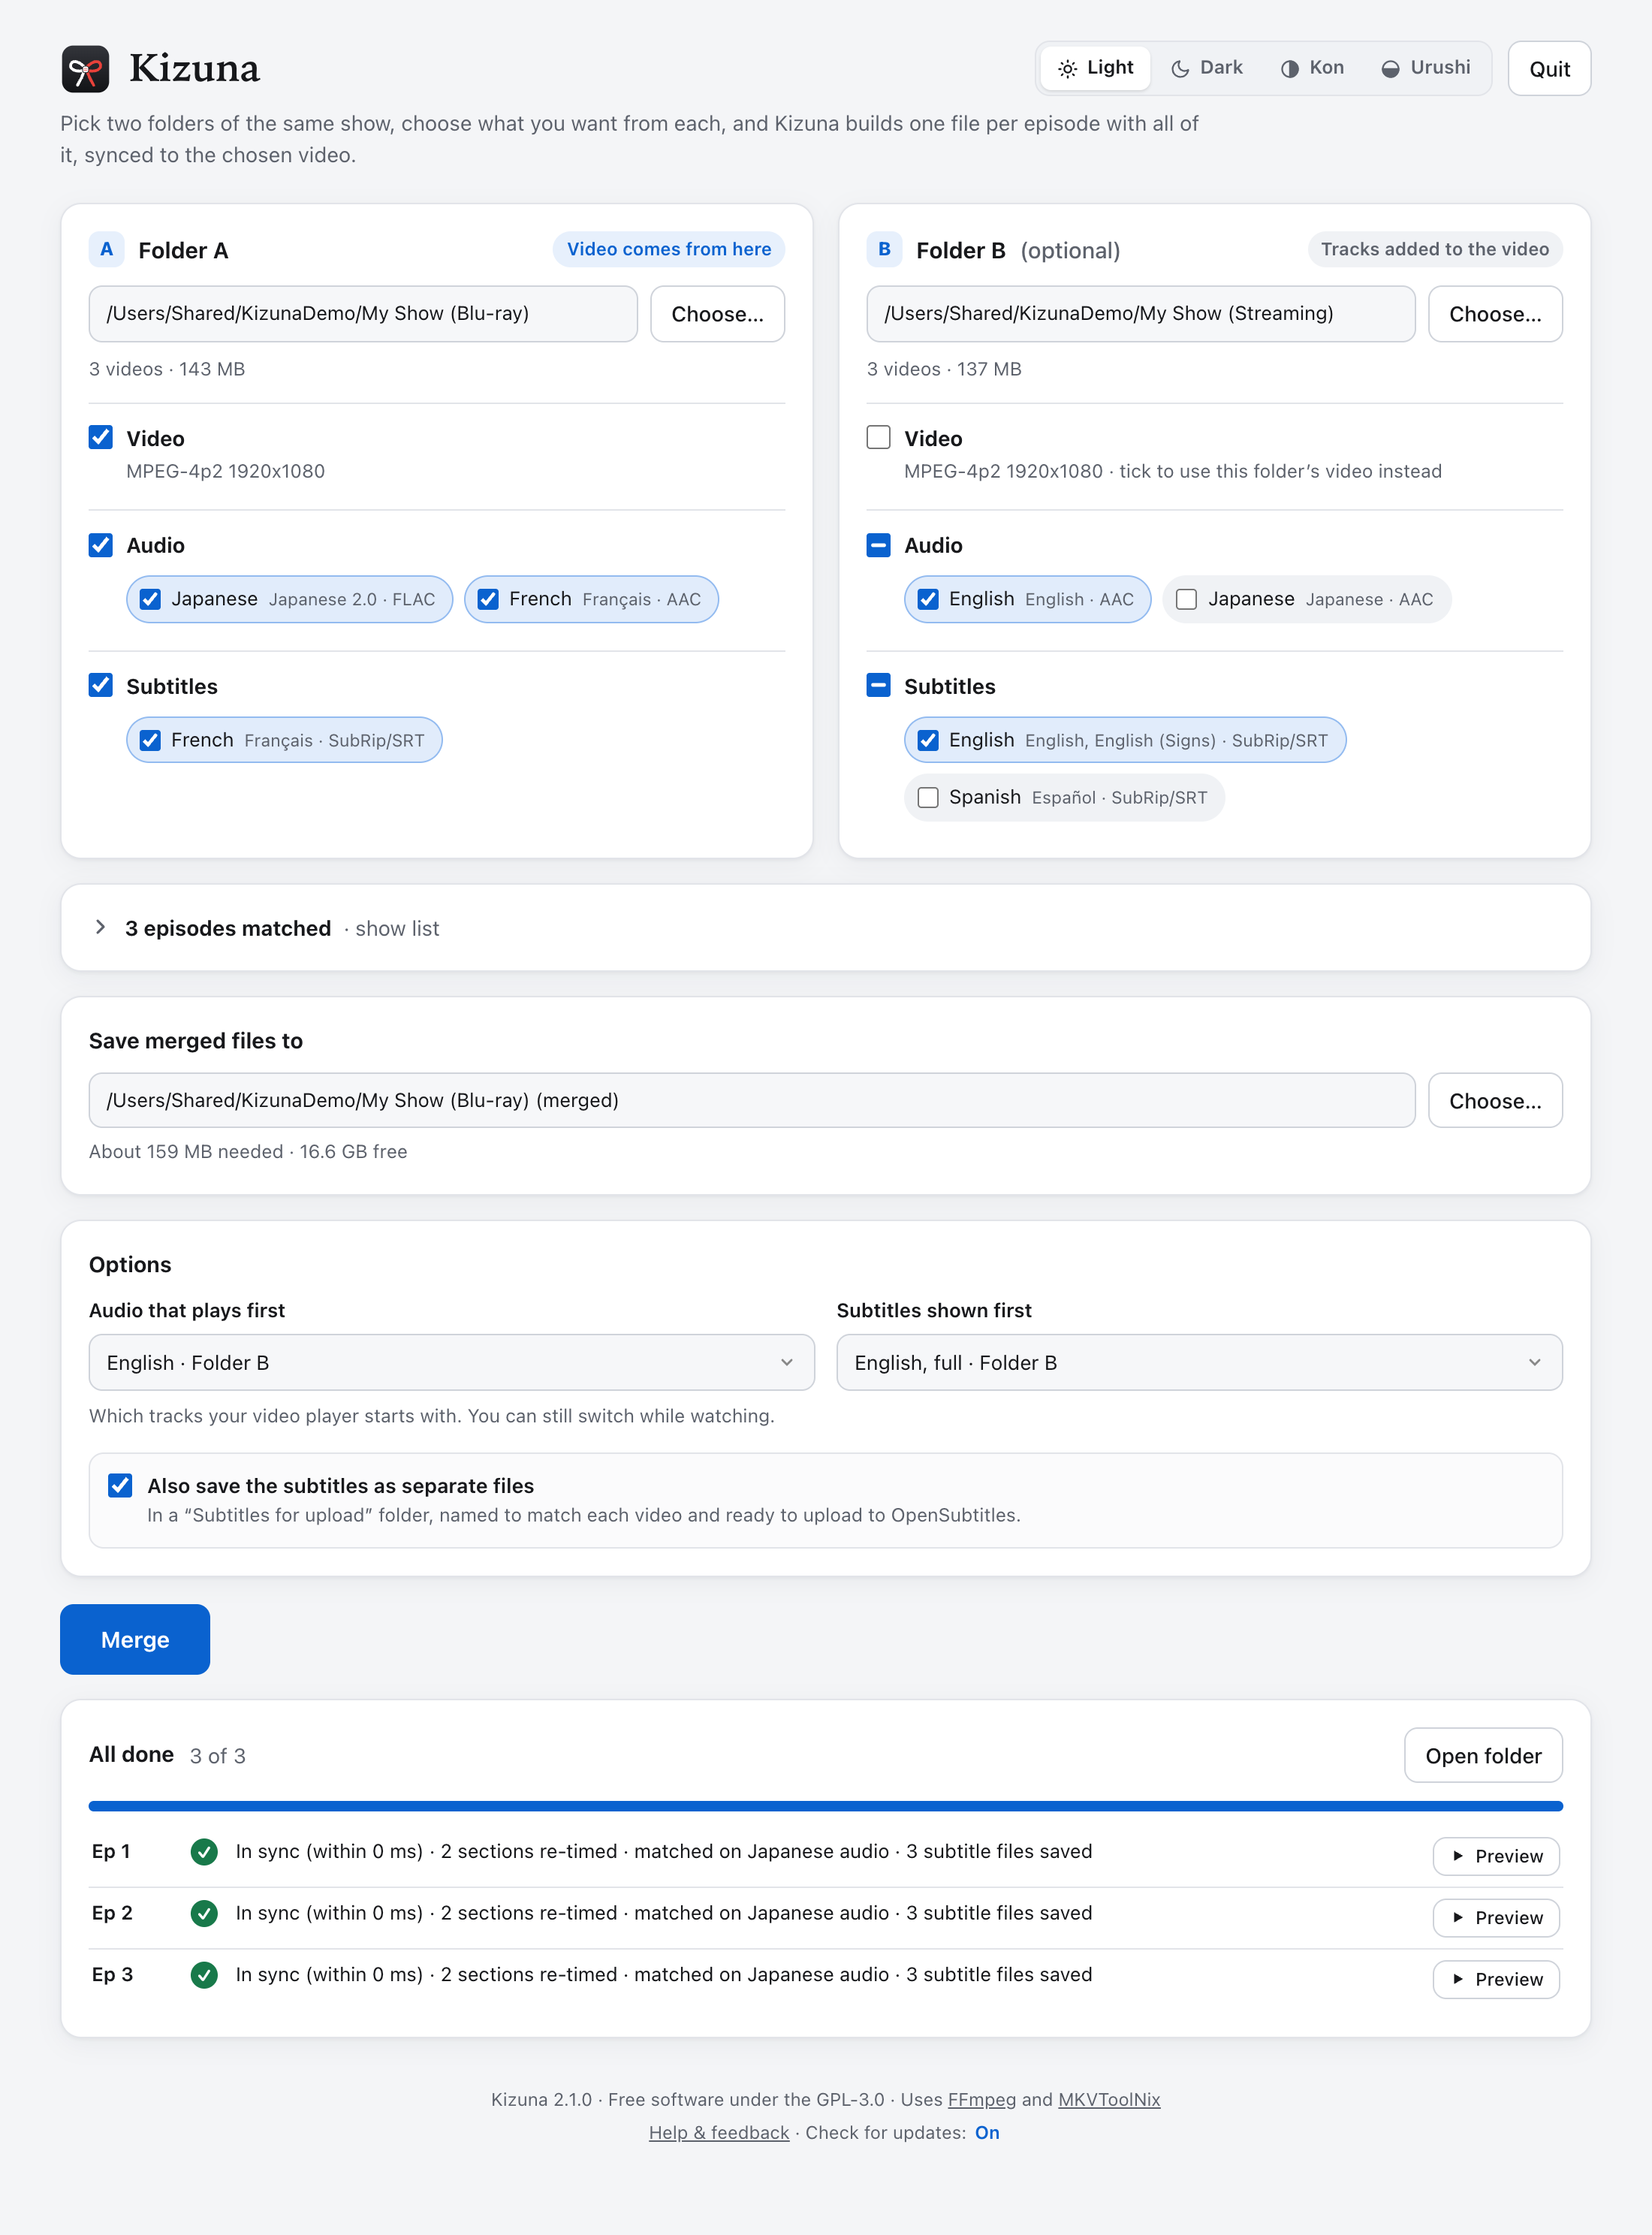 Kizuna
Light Dark Kon Urushi Quit
Pick two folders of the same show, choose what you want from each, and Kizuna builds one file per episode with all of
it, synced to the chosen video.
A Folder A Video comes from here
/Users/Shared/KizunaDemo/My Show (Blu-ray) Choose...
3 videos · 143 MB
Video
MPEG-4p2 1920x1080
Audio
Japanese Japanese 2.0 · FLAC French Français · AAC
Subtitles
French Français · SubRip/SRT
B Folder B (optional) Tracks added to the video
/Users/Shared/KizunaDemo/My Show (Streaming) Choose...
3 videos · 137 MB
Video
MPEG-4p2 1920x1080 · tick to use this folder’s video instead
Audio
English English · AAC Japanese Japanese · AAC
Subtitles
English English, English (Signs) · SubRip/SRT
Spanish Español · SubRip/SRT
3 episodes matched · show list
Save merged files to
/Users/Shared/KizunaDemo/My Show (Blu-ray) (merged) Choose...
About 159 MB needed · 16.6 GB free
Options
Audio that plays first Subtitles shown first
English · Folder B English, full · Folder B
Which tracks your video player starts with. You can still switch while watching.
Also save the subtitles as separate files
In a “Subtitles for upload” folder, named to match each video and ready to upload to OpenSubtitles.
Merge
All done 3 of 3 Open folder
Ep 1 In sync (within 0 ms) · 2 sections re-timed · matched on Japanese audio · 3 subtitle files saved Preview
Ep 2 In sync (within 0 ms) · 2 sections re-timed · matched on Japanese audio · 3 subtitle files saved Preview
Ep 3 In sync (within 0 ms) · 2 sections re-timed · matched on Japanese audio · 3 subtitle files saved Preview
Kizuna 2.1.0 · Free software under the GPL-3.0 · Uses FFmpeg and MKVToolNix
Help & feedback · Check for updates: On